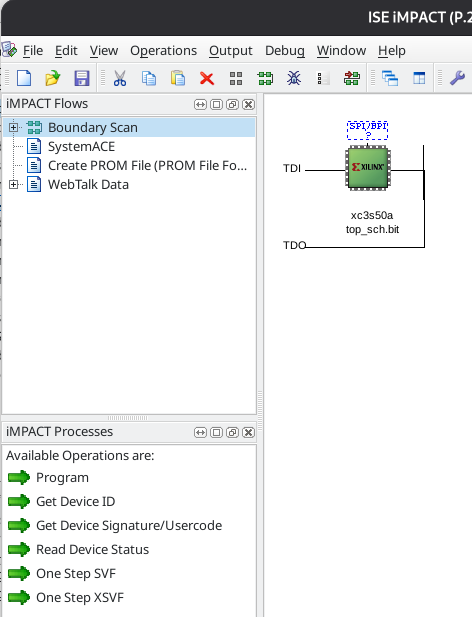 ISE iMPACT (P.2
File Edit View Operations Output Debug Window Help
iMPACT Flows
Boundary Scan
SystemACE
Create PROM File (PROM File Fo...
WebTalk Data
SPI/BPI
?
TDI
XILINX
xc3s50a
top_sch.bit
TDO
iMPACT Processes
Available Operations are:
Program
Get Device ID
Get Device Signature/Usercode
Read Device Status
One Step SVF
One Step XSVF